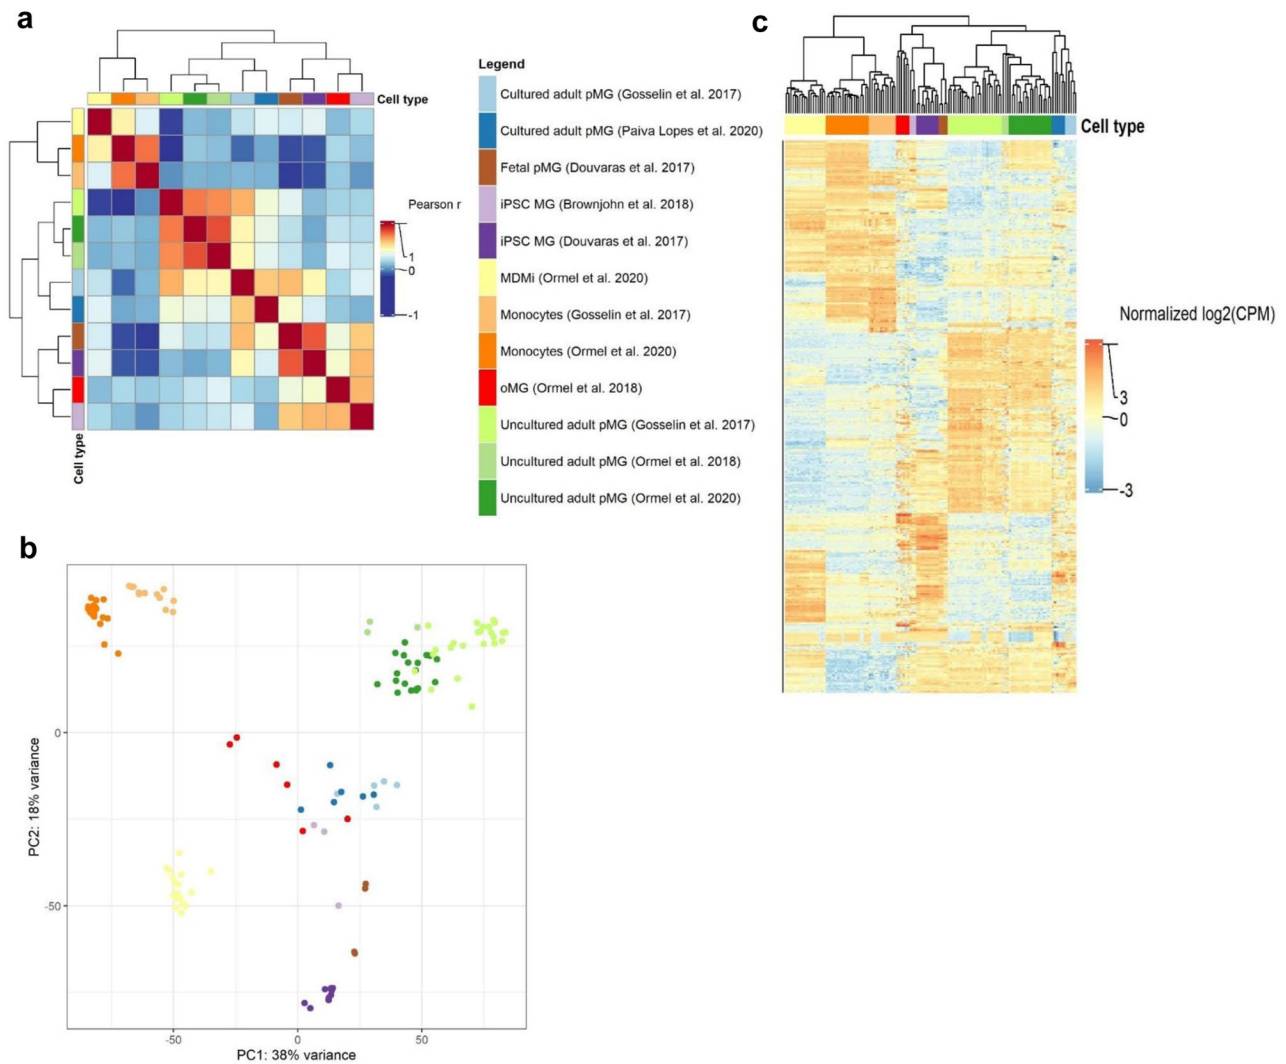 a
Cell type
Cell type
Pearson r
1
0
-1
Legend
Cultured adult pMG (Gosselin et al. 2017)
Cultured adult pMG (Paiva Lopes et al. 2020)
Fetal pMG (Douvaras et al. 2017)
iPSC MG (Brownjohn et al. 2018)
iPSC MG (Douvaras et al. 2017)
MDMi (Ormel et al. 2020)
Monocytes (Gosselin et al. 2017)
Monocytes (Ormel et al. 2020)
oMG (Ormel et al. 2018)
Uncultured adult pMG (Gosselin et al. 2017)
Uncultured adult pMG (Ormel et al. 2018)
Uncultured adult pMG (Ormel et al. 2020)
b
PC2: 18% variance
0
-50
-50
0
50
PC1: 38% variance
c
Cell type
Normalized log2(CPM)
3
0
-3